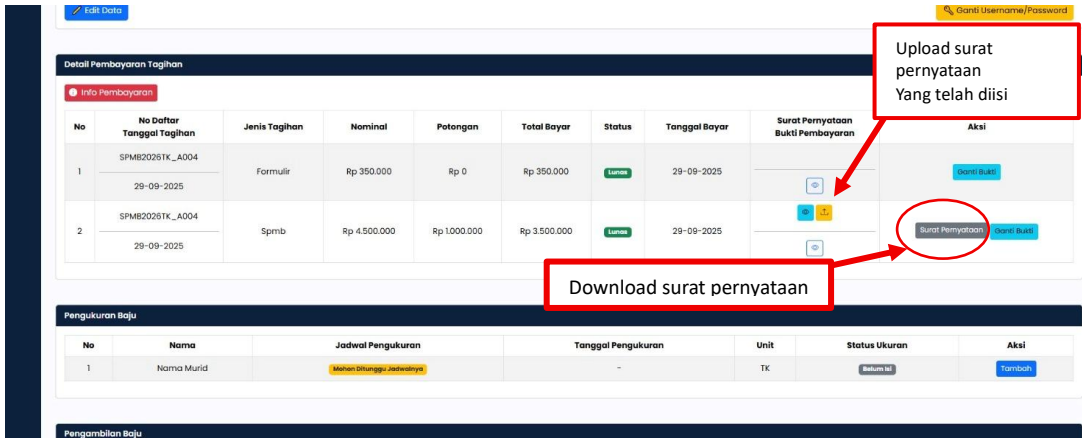 Edit Data
Ganti Username/Password
Upload surat
pernyataan
Yang telah diisi
Detail Pembayaran Tagihan
Info Pembayaran
No
No Daftar
Tanggal Tagihan
Jenis Tagihan
Nominal
Potongan
Total Bayar
Status
Tanggal Bayar
Surat Pernyataan
Bukti Pembayaran
Aksi
1
SPMB2026TK_A004
29-09-2025
Formulir
Rp 350.000
Rp 0
Rp 350.000
Lunas
29-09-2025
Ganti Bukti
2
SPMB2026TK_A004
29-09-2025
Spmb
Rp 4.500.000
Rp 1.000.000
Rp 3.500.000
Lunas
29-09-2025
Surat Pernyataan
Ganti Bukti
Download surat pernyataan
Pengukuran Baju
No
Nama
Jadwal Pengukuran
Tanggal Pengukuran
Unit
Status Ukuran
Aksi
1
Nama Murid
Mohon Ditunggu Jadwalnya
-
TK
Belum Isi
Tambah
Pengambilan Baju